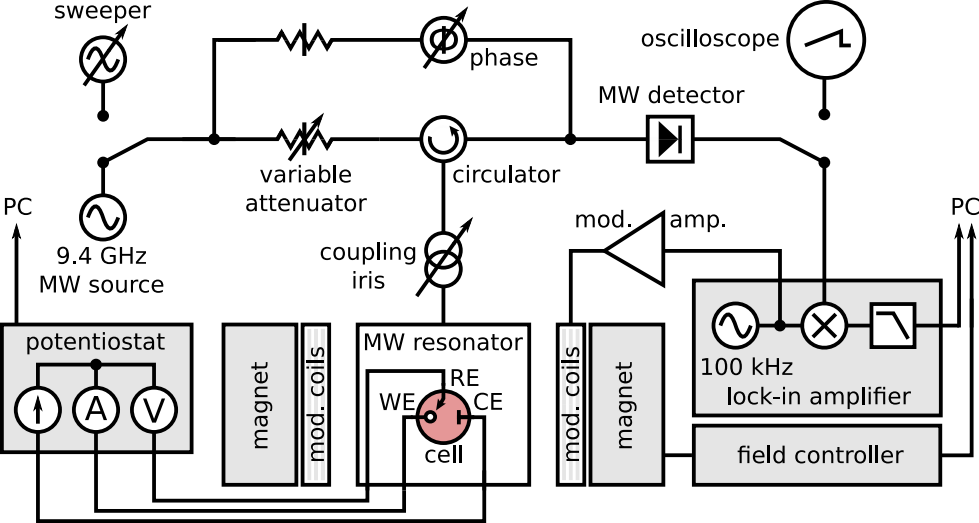 sweeper
phase
oscilloscope
MW detector
variable
attenuator
circulator
PC
9.4 GHz
MW source
coupling
iris
mod. amp.
PC
potentiostat
A
V
magnet
mod. coils
MW resonator
RE
WE
CE
cell
mod. coils
magnet
100 kHz
lock-in amplifier
field controller